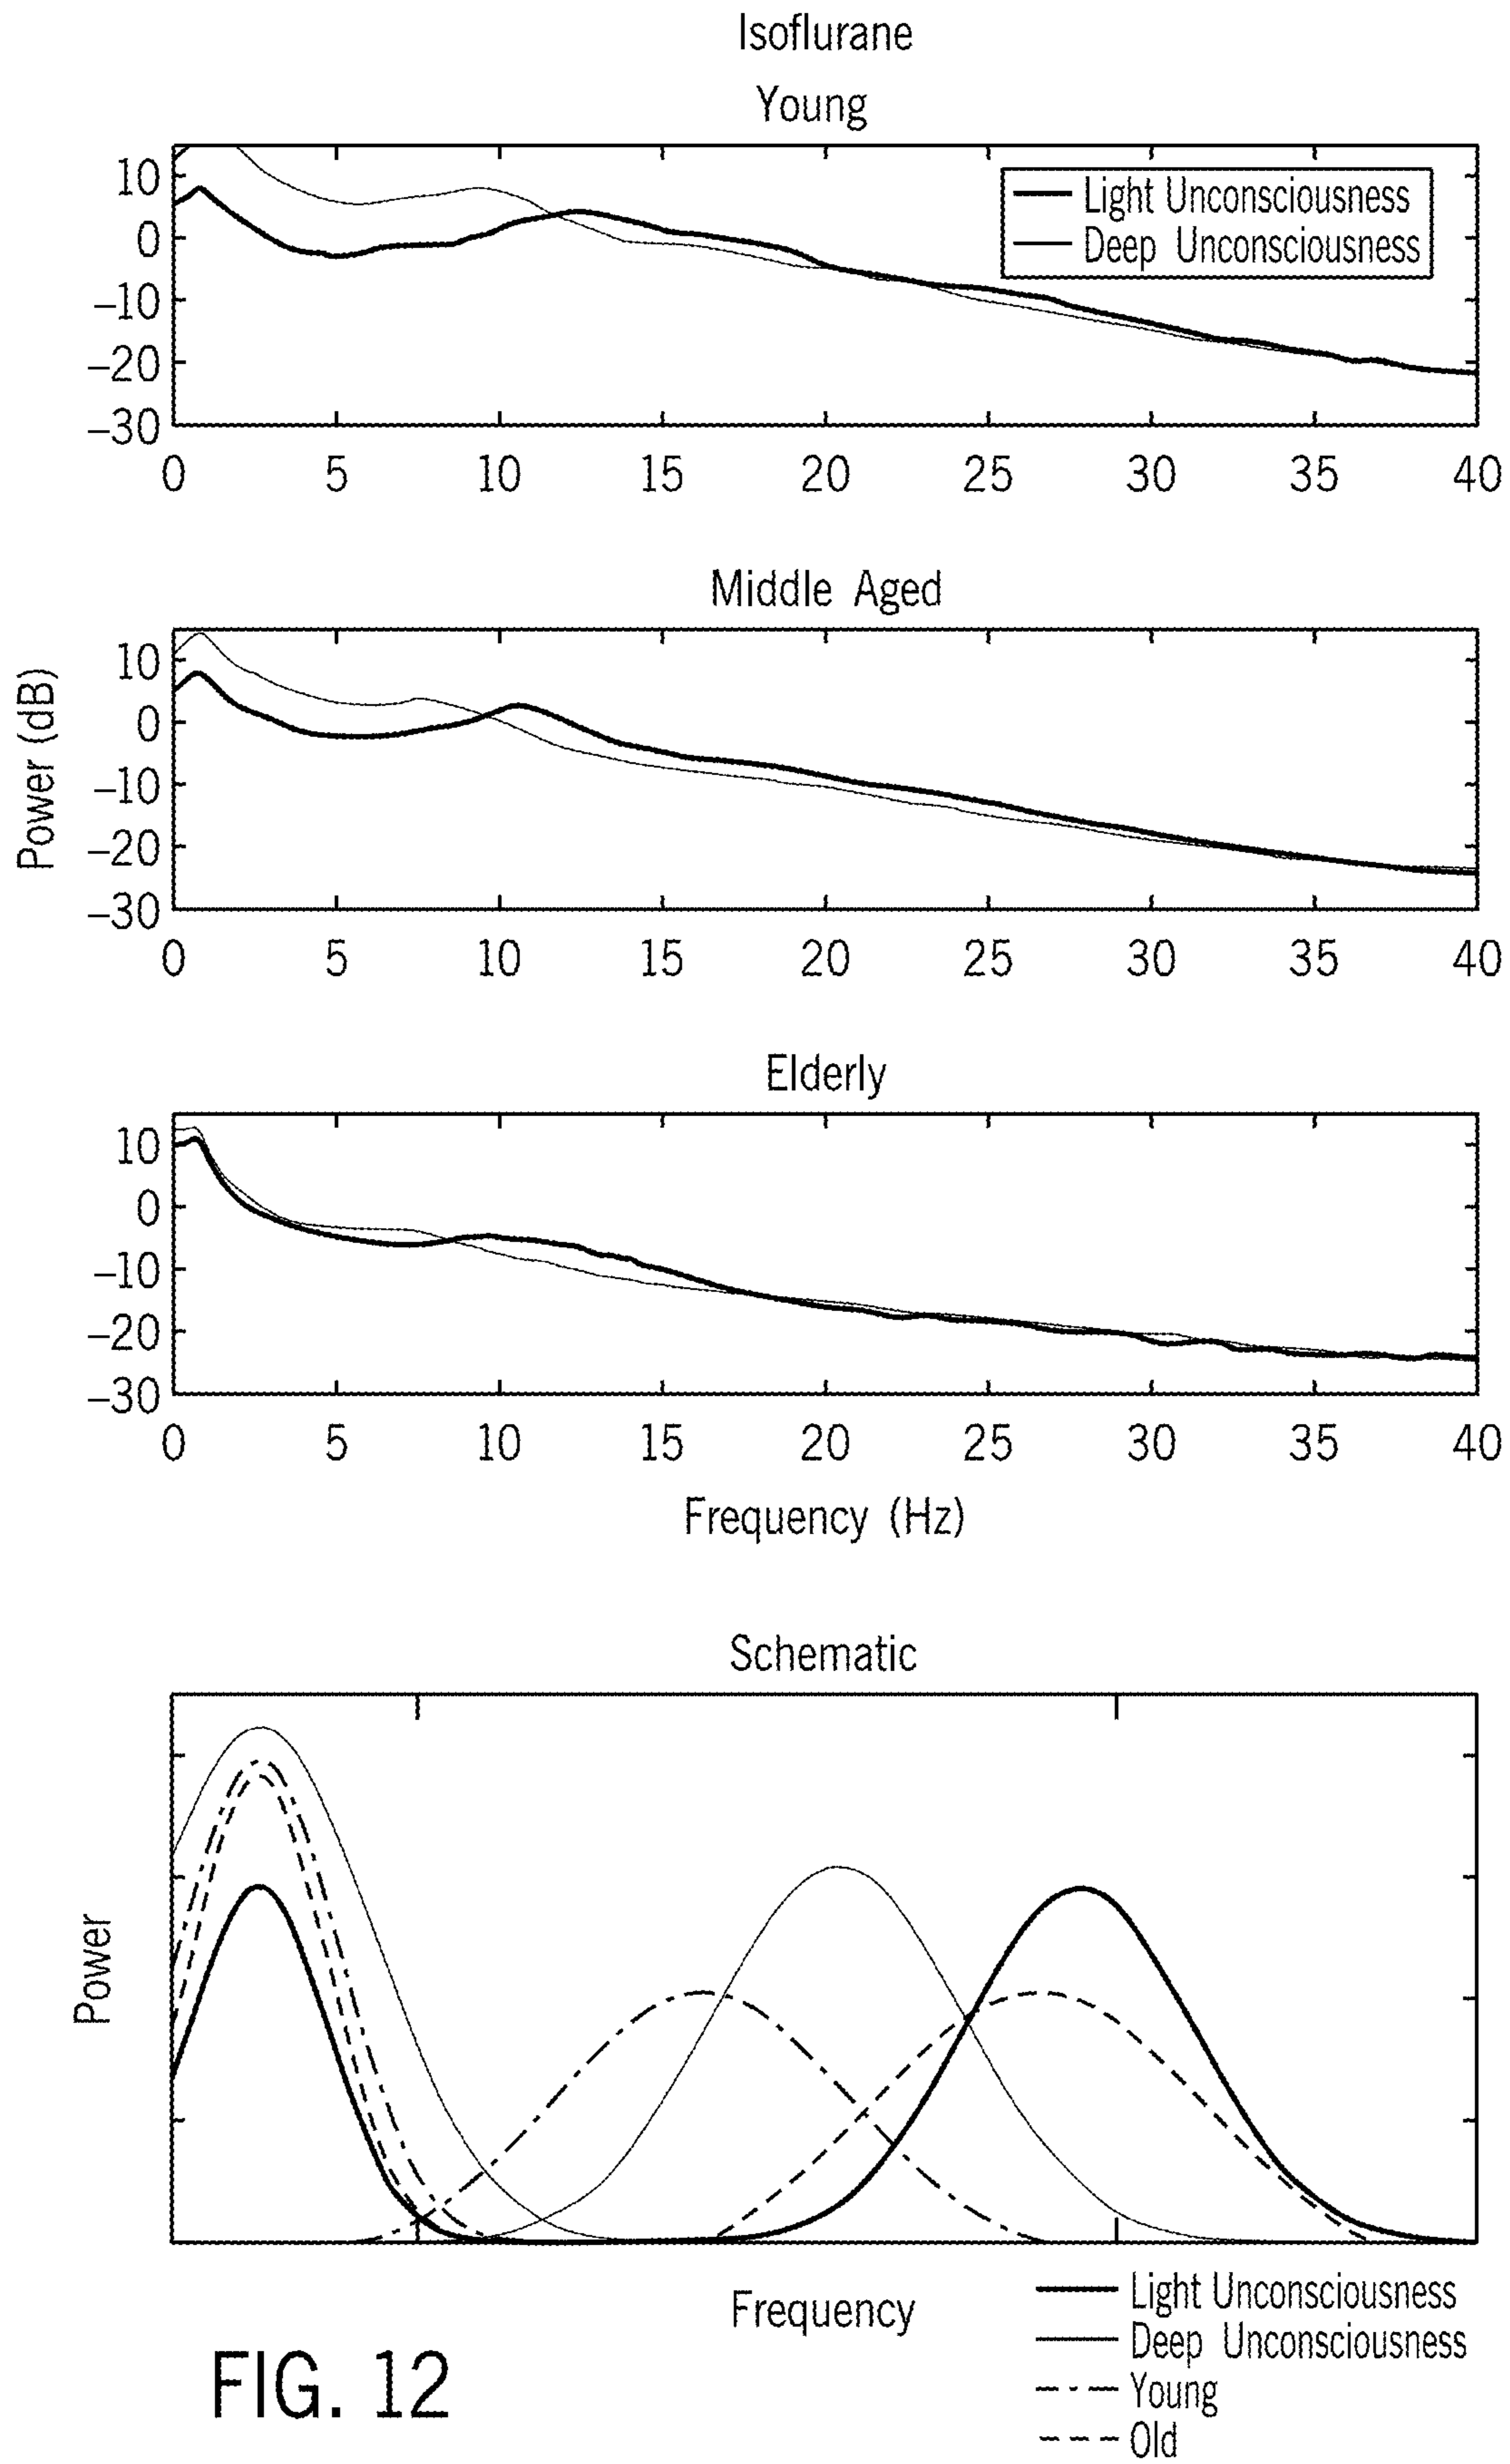 Isoflurane
Young
10
0
−10
−20
−30
Light Unconsciousness
Deep Unconsciousness
0 5 10 15 20 25 30 35 40
Middle Aged
Power (dB)
10
0
−10
−20
−30
0 5 10 15 20 25 30 35 40
Elderly
10
0
−10
−20
−30
0 5 10 15 20 25 30 35 40
Frequency (Hz)
Schematic
Power
Frequency
Light Unconsciousness
Deep Unconsciousness
Young
Old
FIG. 12